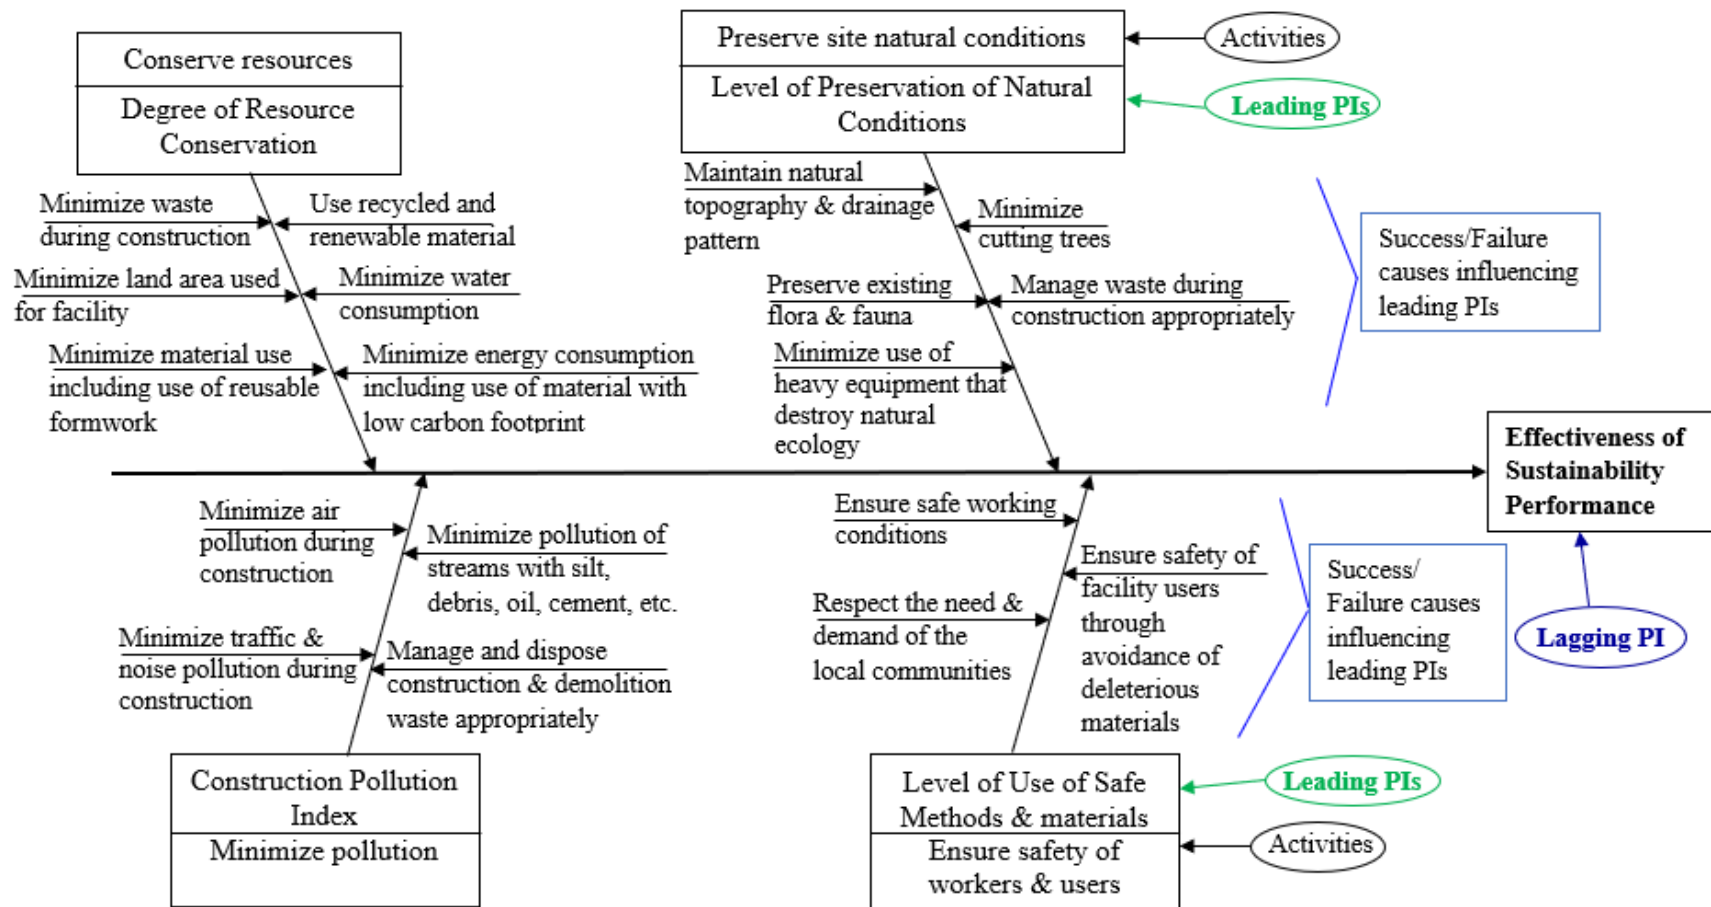 Conserve resources
Degree of Resource
Conservation
Preserve site natural conditions
Level of Preservation of Natural
Conditions
Activities
Leading PIs
Minimize waste
during construction
Use recycled and
renewable material
Minimize land area used
for facility
Minimize water
consumption
Minimize material use
including use of reusable
formwork
Minimize energy consumption
including use of material with
low carbon footprint
Maintain natural
topography & drainage
pattern
Minimize
cutting trees
Preserve existing
flora & fauna
Manage waste during
construction appropriately
Minimize use of
heavy equipment that
destroy natural
ecology
Success/Failure
causes influencing
leading PIs
Effectiveness of
Sustainability
Performance
Lagging PI
Minimize air
pollution during
construction
Minimize pollution of
streams with silt,
debris, oil, cement, etc.
Minimize traffic &
noise pollution during
construction
Manage and dispose
construction & demolition
waste appropriately
Ensure safe working
conditions
Ensure safety of
facility users
through
avoidance of
deleterious
materials
Respect the need &
demand of the
local communities
Success/
Failure causes
influencing
leading PIs
Construction Pollution
Index
Minimize pollution
Level of Use of Safe
Methods & materials
Ensure safety of
workers & users
Leading PIs
Activities